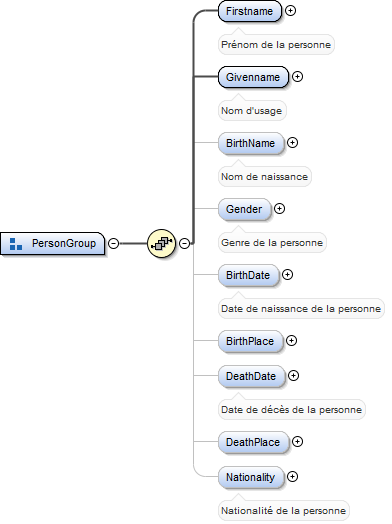 Firstname
Prénom de la personne
Givenname
Nom d'usage
BirthName
Nom de naissance
Gender
Genre de la personne
PersonGroup
BirthDate
Date de naissance de la personne
BirthPlace
DeathDate
Date de décès de la personne
DeathPlace
Nationality
Nationalité de la personne